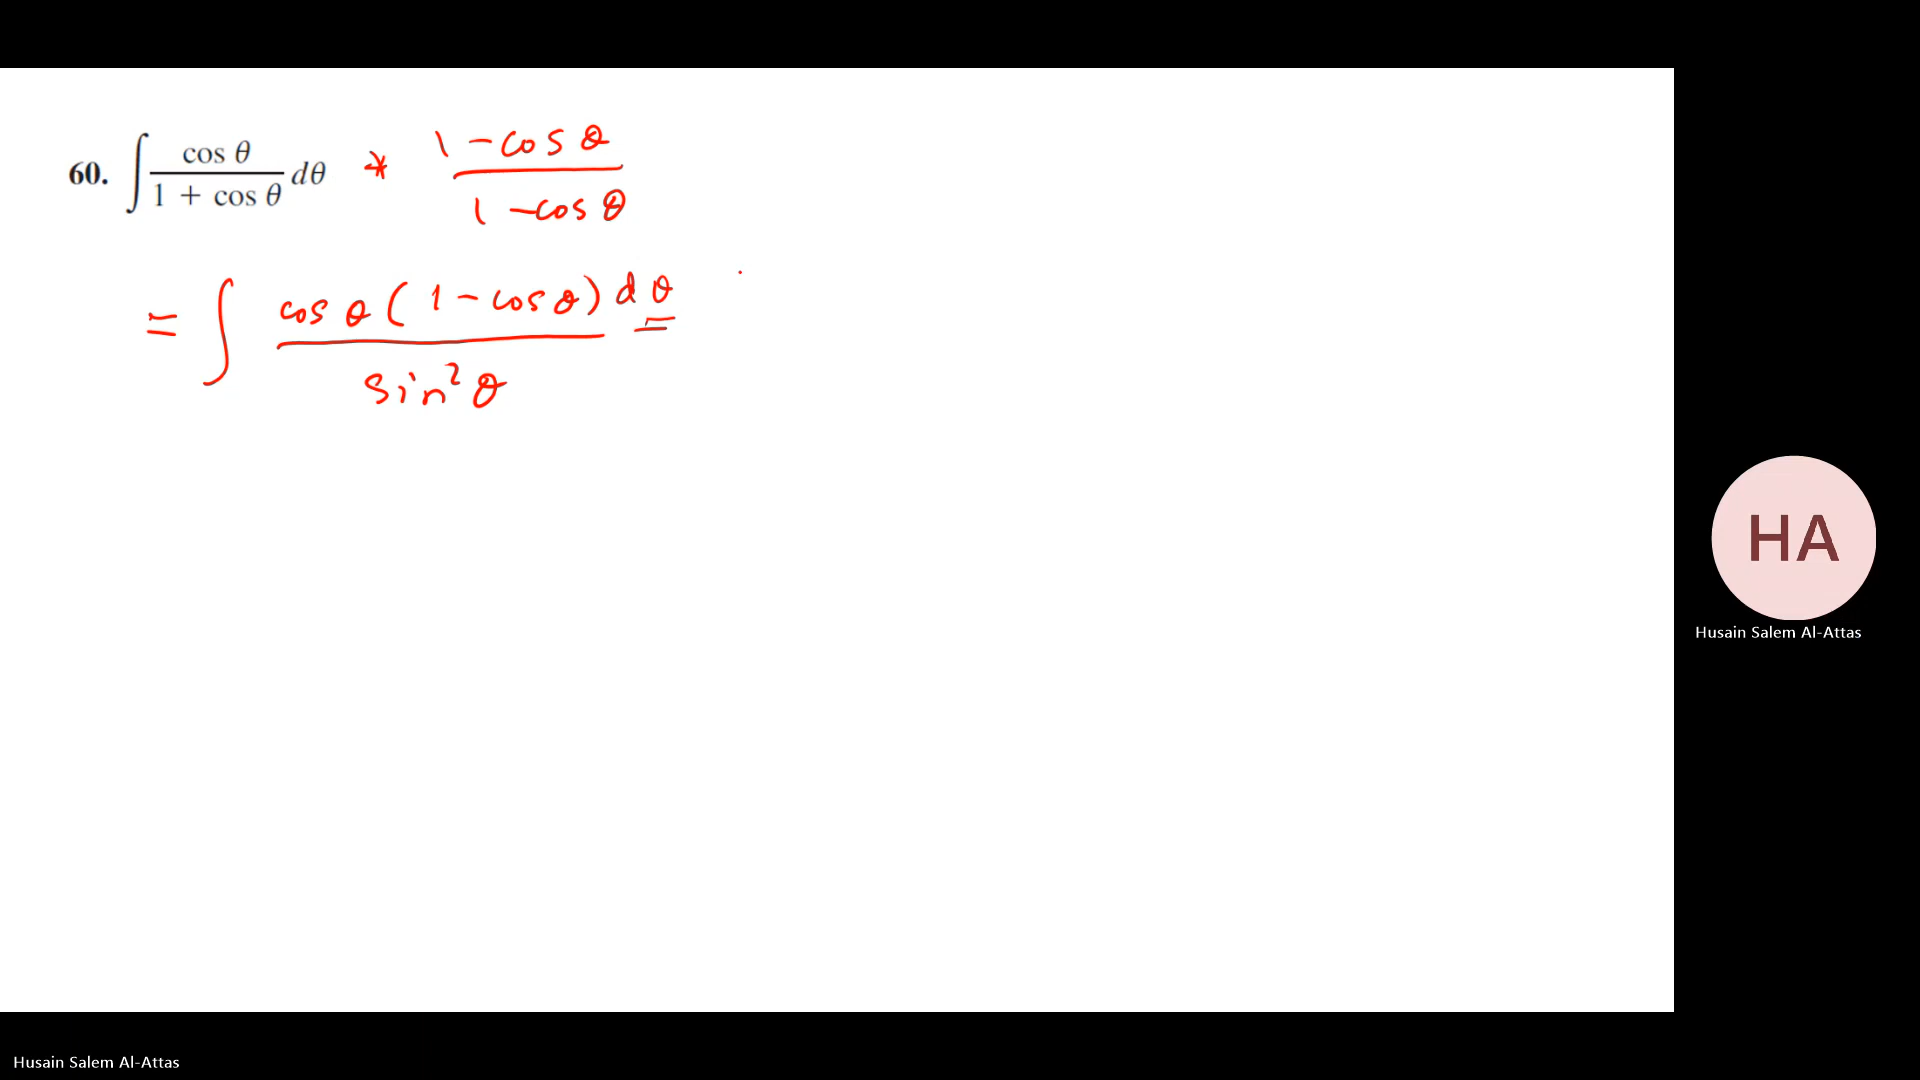 60. ∫ cos θ / 1 + cos θ dθ * 1 - cos θ / 1 - cos θ
= ∫ cos θ ( 1 - cos θ ) dθ / sin² θ =
HA
Husain Salem Al-Attas
Husain Salem Al-Attas